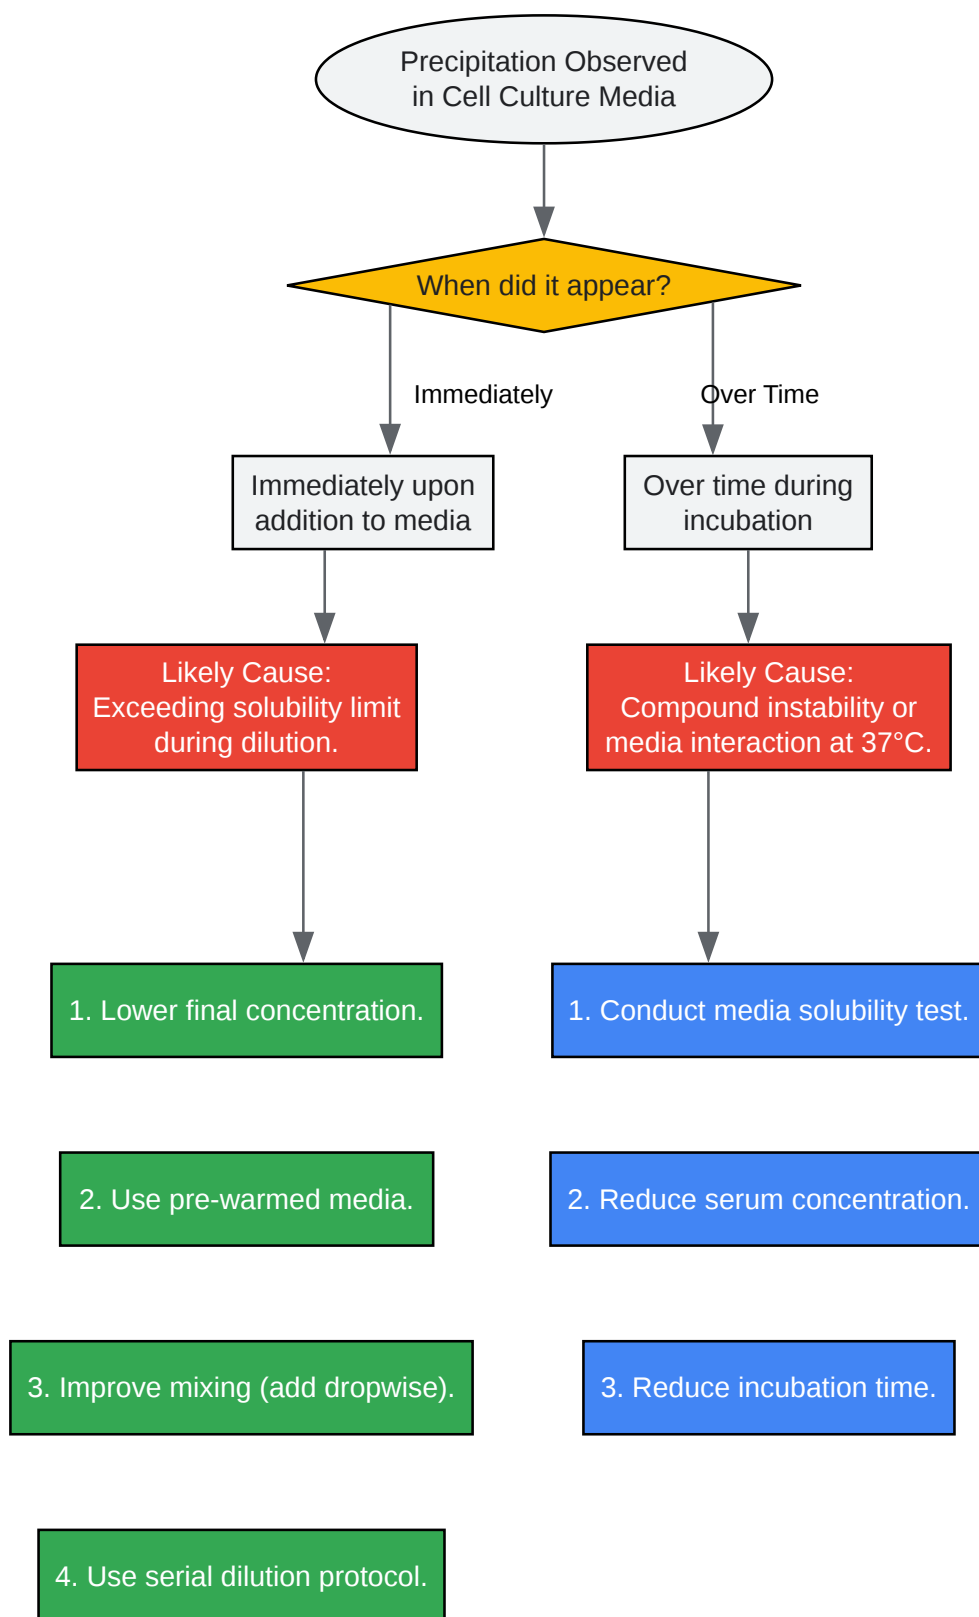 Precipitation Observed
in Cell Culture Media
When did it appear?
Immediately
Over Time
Immediately upon
addition to media
Over time during
incubation
Likely Cause:
Exceeding solubility limit
during dilution.
Likely Cause:
Compound instability or
media interaction at 37°C.
1. Lower final concentration.
1. Conduct media solubility test.
2. Use pre-warmed media.
2. Reduce serum concentration.
3. Improve mixing (add dropwise).
3. Reduce incubation time.
4. Use serial dilution protocol.